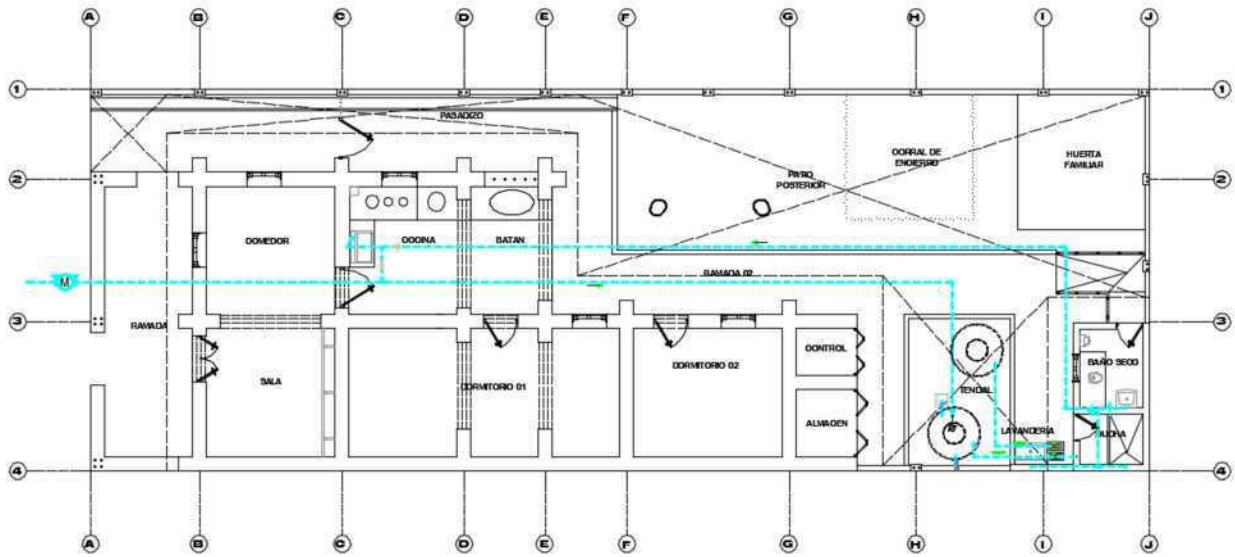 A B C D E F G H I J
1 1
PASADIZO
CORRAL DE
ENCIERRO
HUERTA
FAMILIAR
2 2
PATIO
POSTERIOR
COMEDOR
COCINA
BATAN
RAMADA 02
M
3 3
RAMADA
CONTROL
BAÑO SECO
SALA
DORMITORIO 01
DORMITORIO 02
TENDAL
ALMACEN
LAVANDERIA
DUCHA
4 4
A B C D E F G H I J